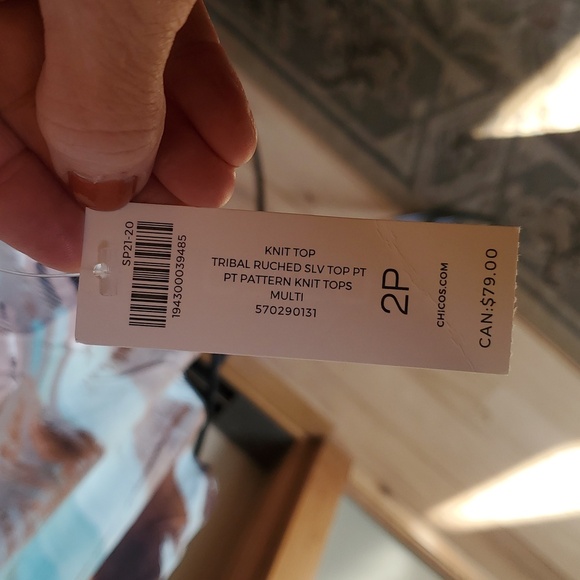 SP21-20
194300039485
KNIT TOP
TRIBAL RUCHED SLV TOP PT
PT PATTERN KNIT TOPS
MULTI
570290131
2P
CHICOS.COM
CAN:$79.00